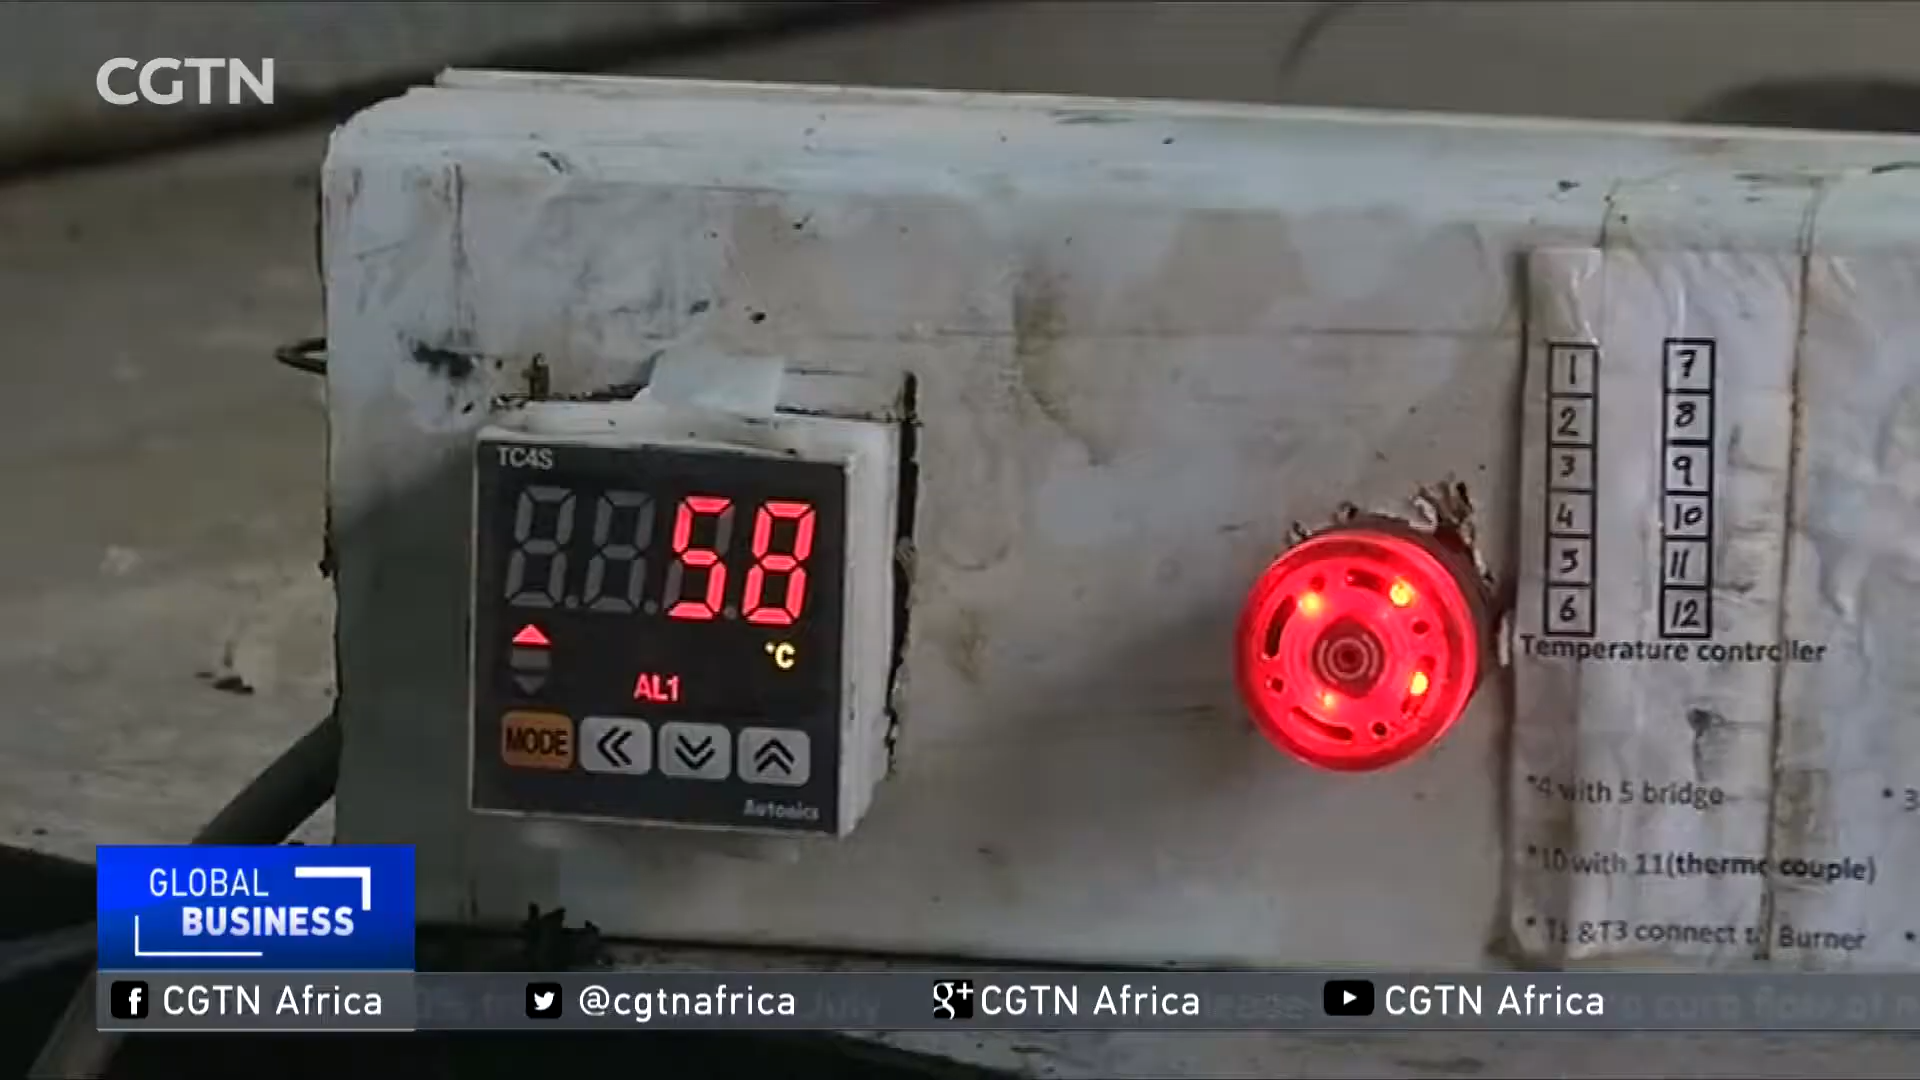 CGTN
TC4S
58
°C
AL1
MODE
Autonics
1 7
2 8
3 9
4 10
5 11
6 12
Temperature controller
*4 with 5 bridge
*10 with 11(thermo couple)
&T3 connect Burner
GLOBAL
BUSINESS
CGTN Africa
@cgtnafrica
g+ CGTN Africa
CGTN Africa